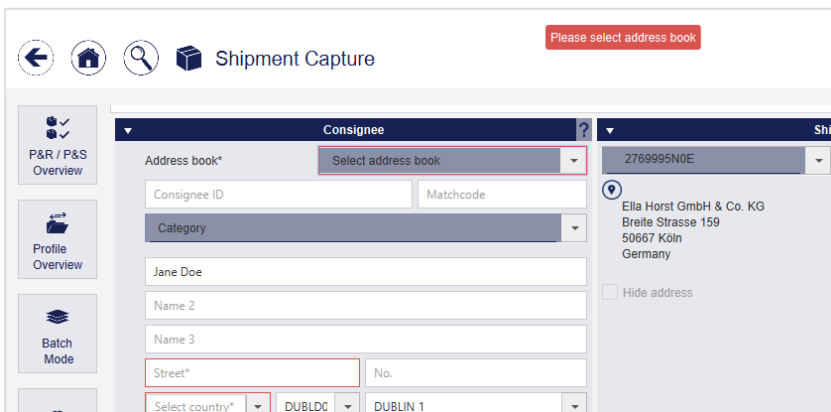 Please select address book
Shipment Capture
P&R / P&S
Overview
Profile
Overview
Batch
Mode
Consignee
?
Address book*
Select address book
Consignee ID
Matchcode
Category
Jane Doe
Name 2
Name 3
Street*
No.
Select country*
DUBLIN 1
2769995N0E
Ella Horst GmbH & Co. KG
Breite Strasse 159
50667 Köln
Germany
Hide address